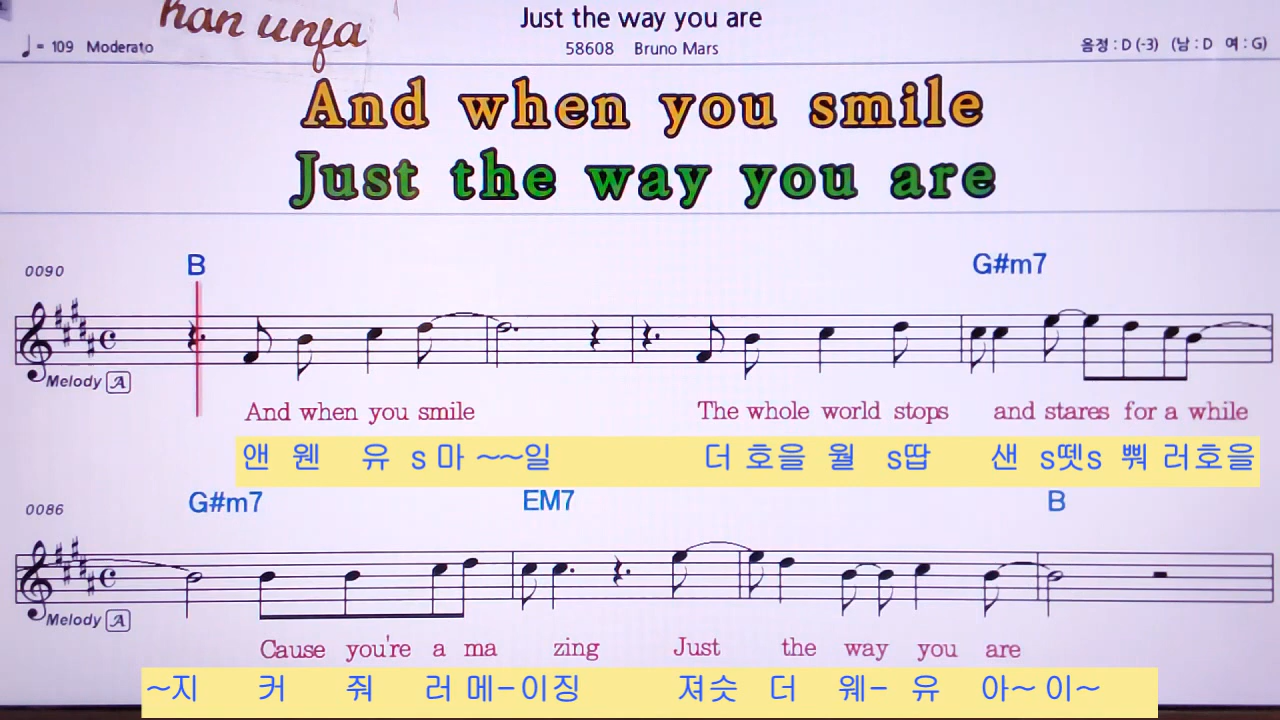 han unfa
Just the way you are
♩= 109 Moderato
58608 Bruno Mars
음정 : D (-3) (남 : D 여 : G)
And when you smile
Just the way you are
0090
B
G#m7
Melody A
And when you smile The whole world stops and stares for a while
앤 웬 유 s 마 ~~일 더 호을 월 s땁 샌 s뗏s 뿨 러호을
0086
G#m7 EM7 B
Melody A
Cause you're a ma zing Just the way you are
~지 커 줘 러 메-이징 져슷 더 웨- 유 아~ 이~